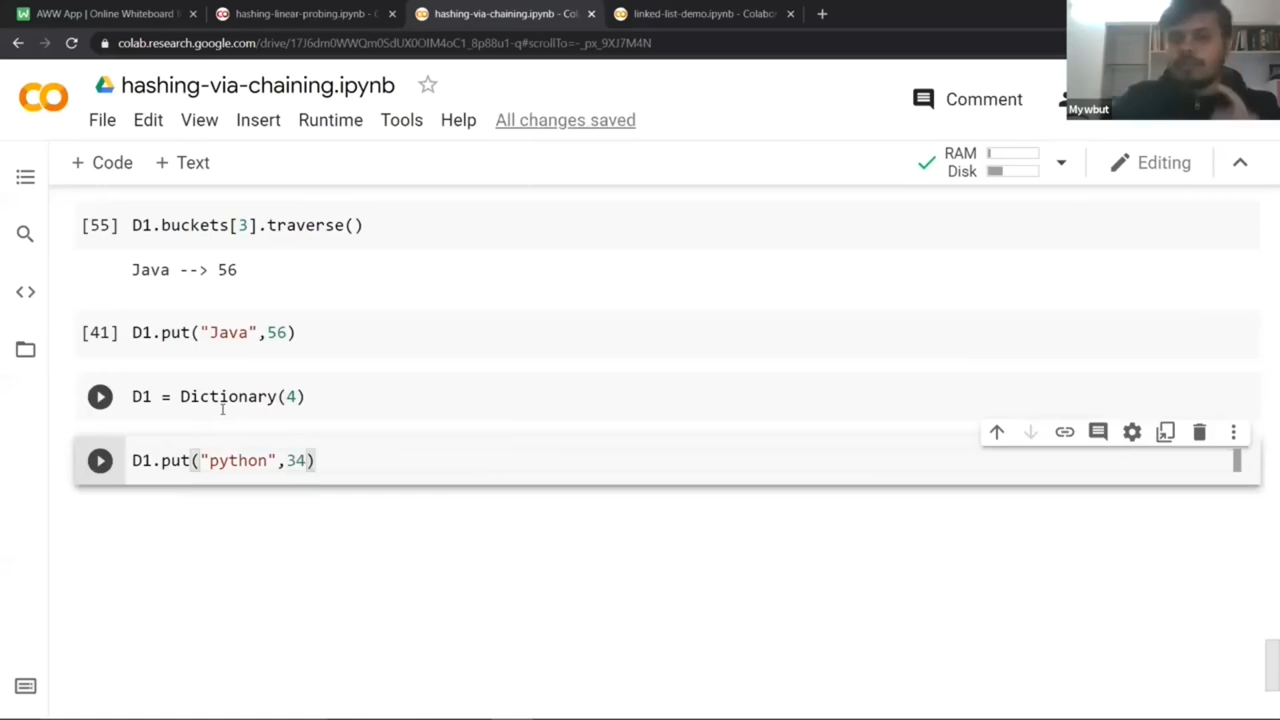 AWW App | Online Whiteboard
hashing-linear-probing.ipynb - C
hashing-via-chaining.ipynb - Col
linked-list-demo.ipynb - Colabor
colab.research.google.com/drive/17J6dm0WWQm0SdUX0OIM4oC1_8p88u1-q#scrollTo=-_px_9XJ7M4N
Mywbut
CO
hashing-via-chaining.ipynb
Comment
File Edit View Insert Runtime Tools Help All changes saved
+ Code + Text
RAM
Disk
Editing
[55] D1.buckets[3].traverse()
Java --> 56
[41] D1.put("Java",56)
D1 = Dictionary(4)
D1.put("python",34)